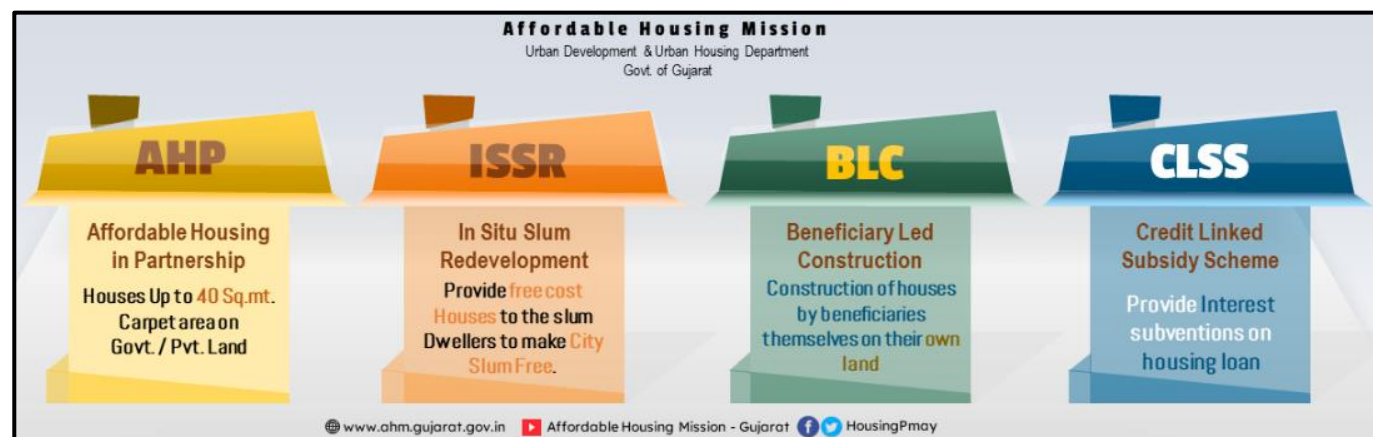 Affordable Housing Mission
Urban Development & Urban Housing Department
Govt. of Gujarat
AHP
Affordable Housing
in Partnership
Houses Up to 40 Sq.mt.
Carpet area on
Govt. / Pvt. Land
ISSR
In Situ Slum
Redevelopment
Provide free cost
Houses to the slum
Dwellers to make City
Slum Free.
BLC
Beneficiary Led
Construction
Construction of houses
by beneficiaries
themselves on their own
land
CLSS
Credit Linked
Subsidy Scheme
Provide Interest
subventions on
housing loan
www.ahm.gujarat.gov.in Affordable Housing Mission - Gujarat HousingPmay